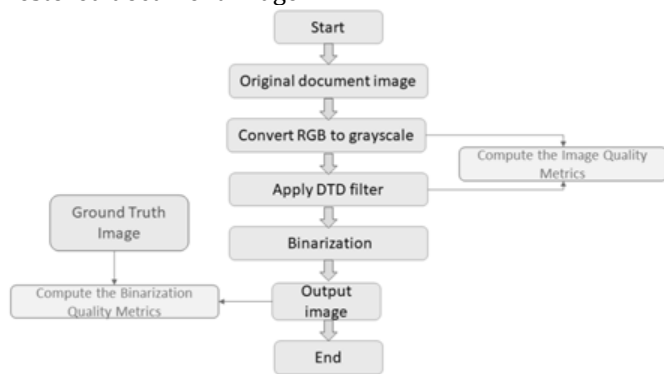 Start
Original document image
Convert RGB to grayscale
Compute the Image Quality
Metrics
Apply DTD filter
Ground Truth
Image
Binarization
Compute the Binarization
Quality Metrics
Output
image
End